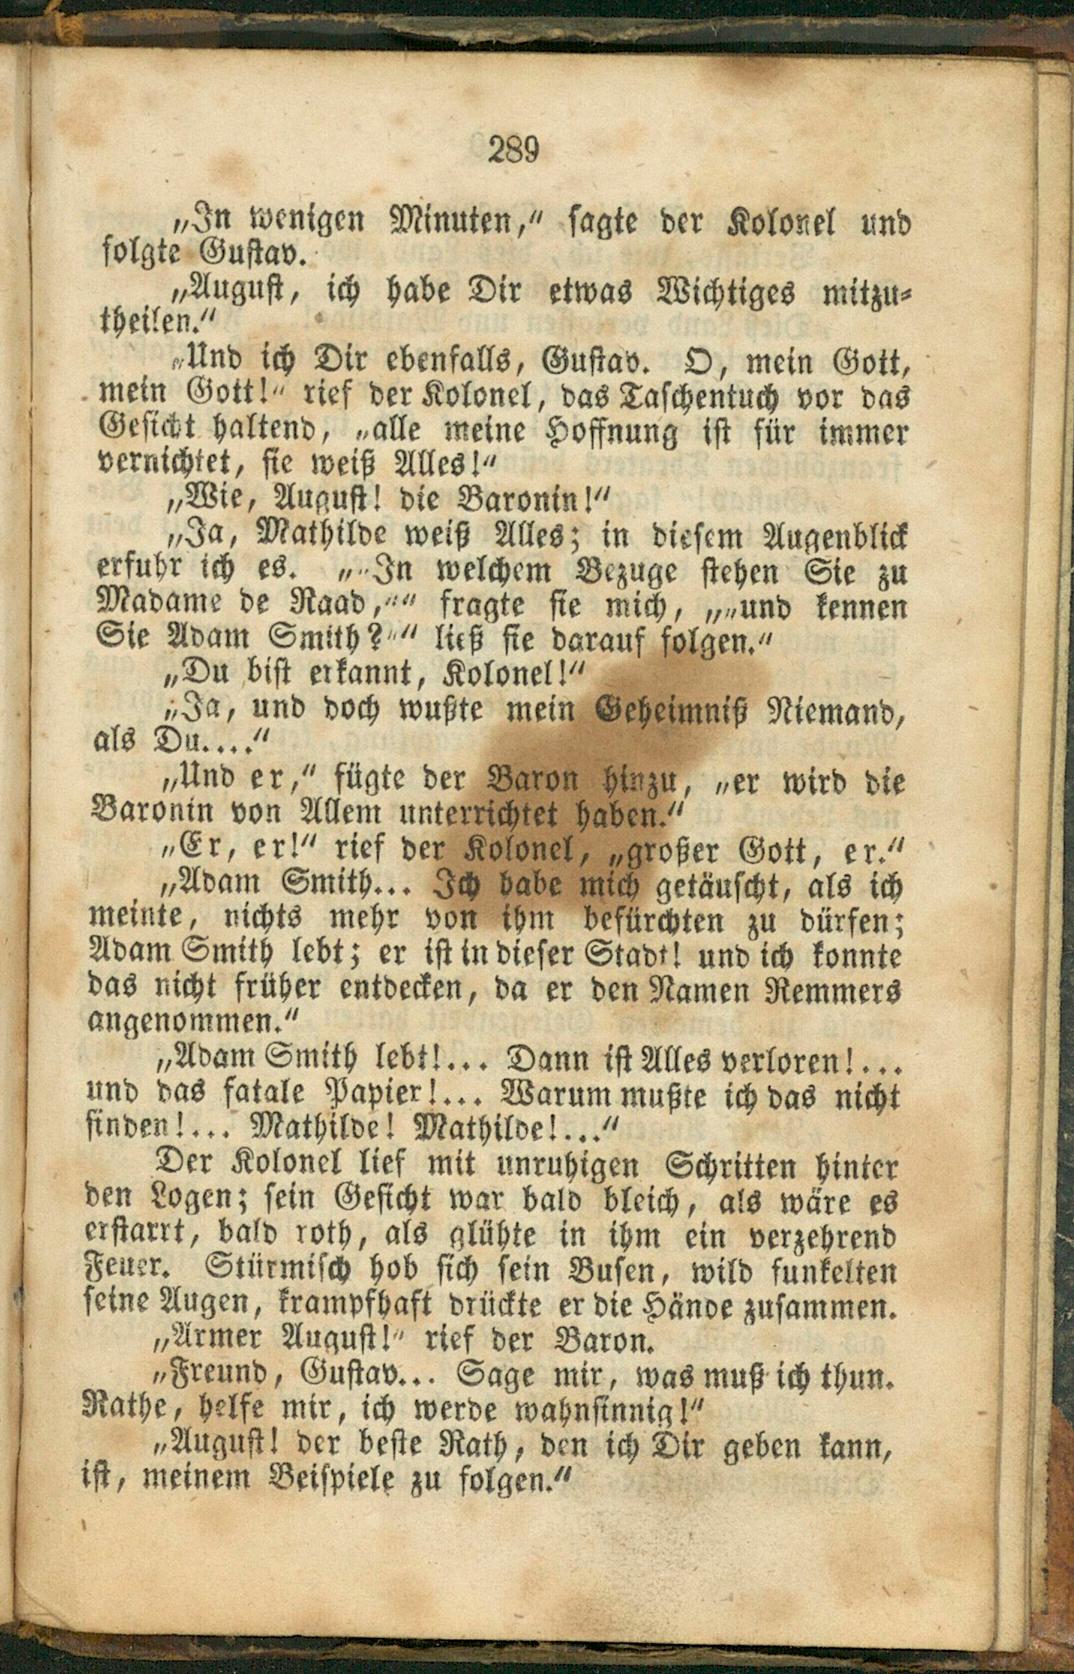 289
„In wenigen Minuten,“ sagte der Kolonel und
folgte Gustav.
„August, ich habe Dir etwas Wichtiges mitzu-
theilen.“
„Und ich Dir ebenfalls, Gustav. O, mein Gott,
mein Gott!“ rief der Kolonel, das Taschentuch vor das
Gesicht haltend, „alle meine Hoffnung ist für immer
vernichtet, sie weiß Alles!“
„Wie, August! die Baronin!“
„Ja, Mathilde weiß Alles; in diesem Augenblick
erfuhr ich es. „„In welchem Bezuge stehen Sie zu
Madame de Raad,““ fragte sie mich, „„und kennen
Sie Adam Smith?““ ließ sie darauf folgen.“
„Du bist erkannt, Kolonel!“
„Ja, und doch wußte mein Geheimniß Niemand,
als Du....“
„Und er,“ fügte der Baron hinzu, „er wird die
Baronin von Allem unterrichtet haben.“
„Er, er!“ rief der Kolonel, „großer Gott, er.“
„Adam Smith... Ich habe mich getäuscht, als ich
meinte, nichts mehr von ihm befürchten zu dürfen;
Adam Smith lebt; er ist in dieser Stadt! und ich konnte
das nicht früher entdecken, da er den Namen Remmers
angenommen.“
„Adam Smith lebt!... Dann ist Alles verloren!...
und das fatale Papier!... Warum mußte ich das nicht
finden!... Mathilde! Mathilde!...“
Der Kolonel lief mit unruhigen Schritten hinter
den Logen; sein Gesicht war bald bleich, als wäre es
erstarrt, bald roth, als glühte in ihm ein verzehrend
Feuer. Stürmisch hob sich sein Busen, wild funkelten
seine Augen, krampfhaft drückte er die Hände zusammen.
„Armer August!“ rief der Baron.
„Freund, Gustav... Sage mir, was muß ich thun.
Rathe, helfe mir, ich werde wahnsinnig!“
„August! der beste Rath, den ich Dir geben kann,
ist, meinem Beispiele zu folgen.“